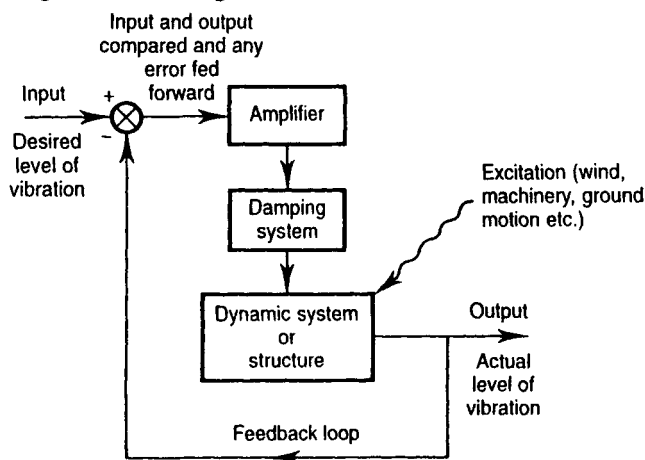 Input and output
compared and any
error fed
forward
Input
+
−
Desired
level of
vibration
Amplifier
Damping
system
Excitation (wind,
machinery, ground
motion etc.)
Dynamic system
or
structure
Output
Actual
level of
vibration
Feedback loop